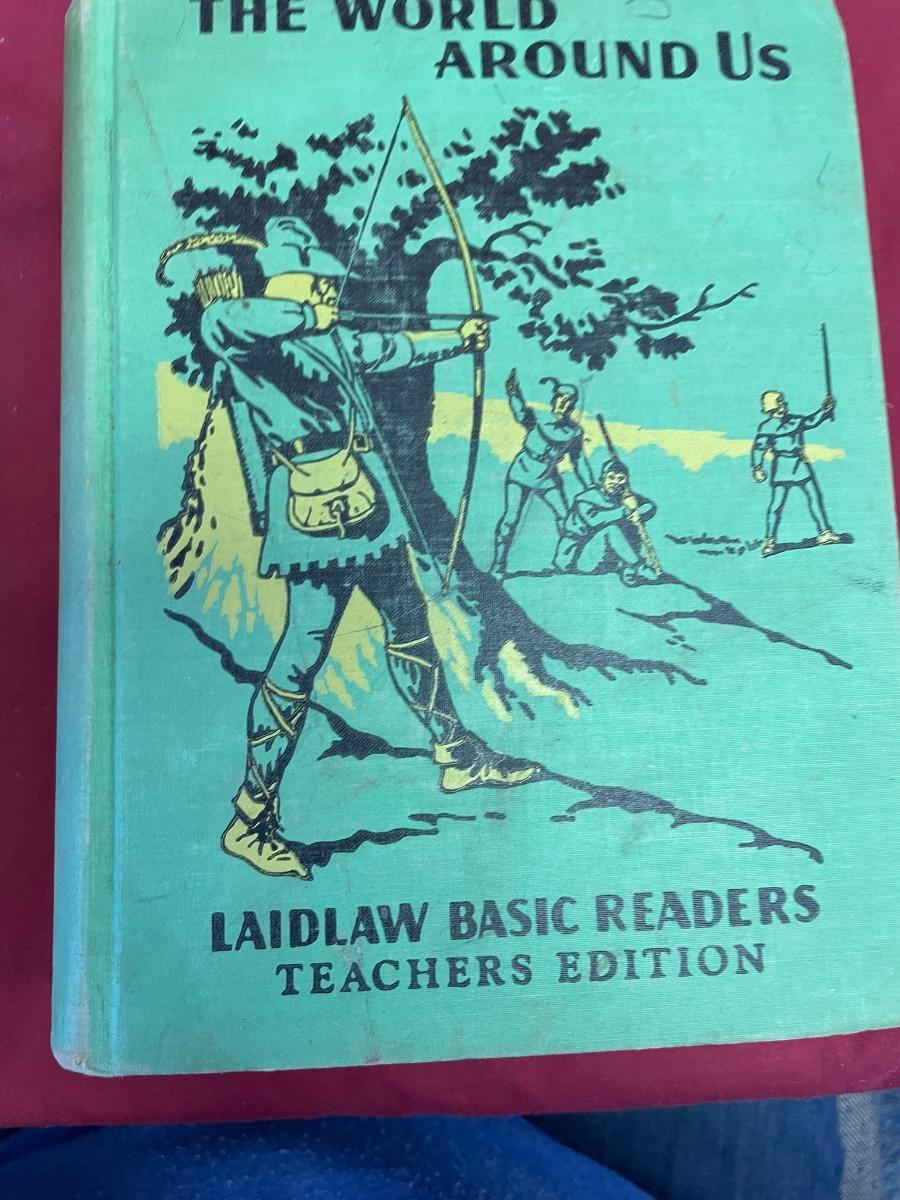 THE WORLD
AROUND US
LAIDLAW BASIC READERS
TEACHERS EDITION